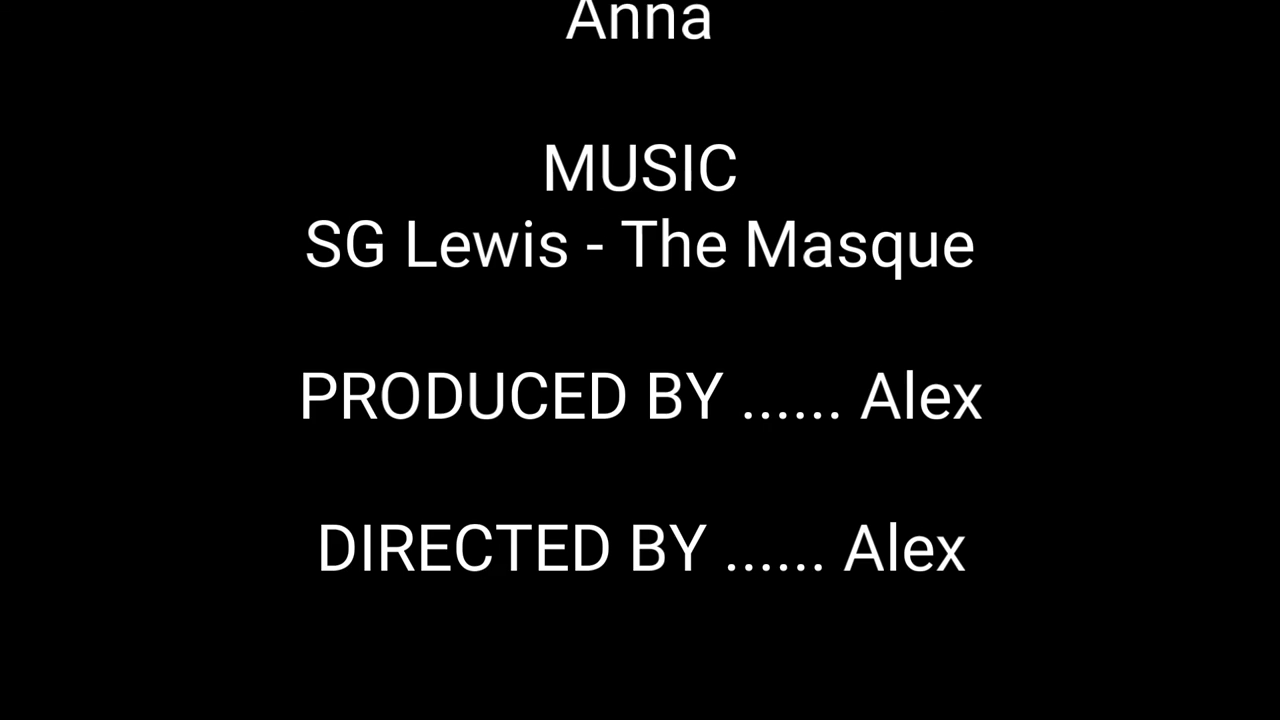 Anna
MUSIC
SG Lewis - The Masque
PRODUCED BY ...... Alex
DIRECTED BY ...... Alex